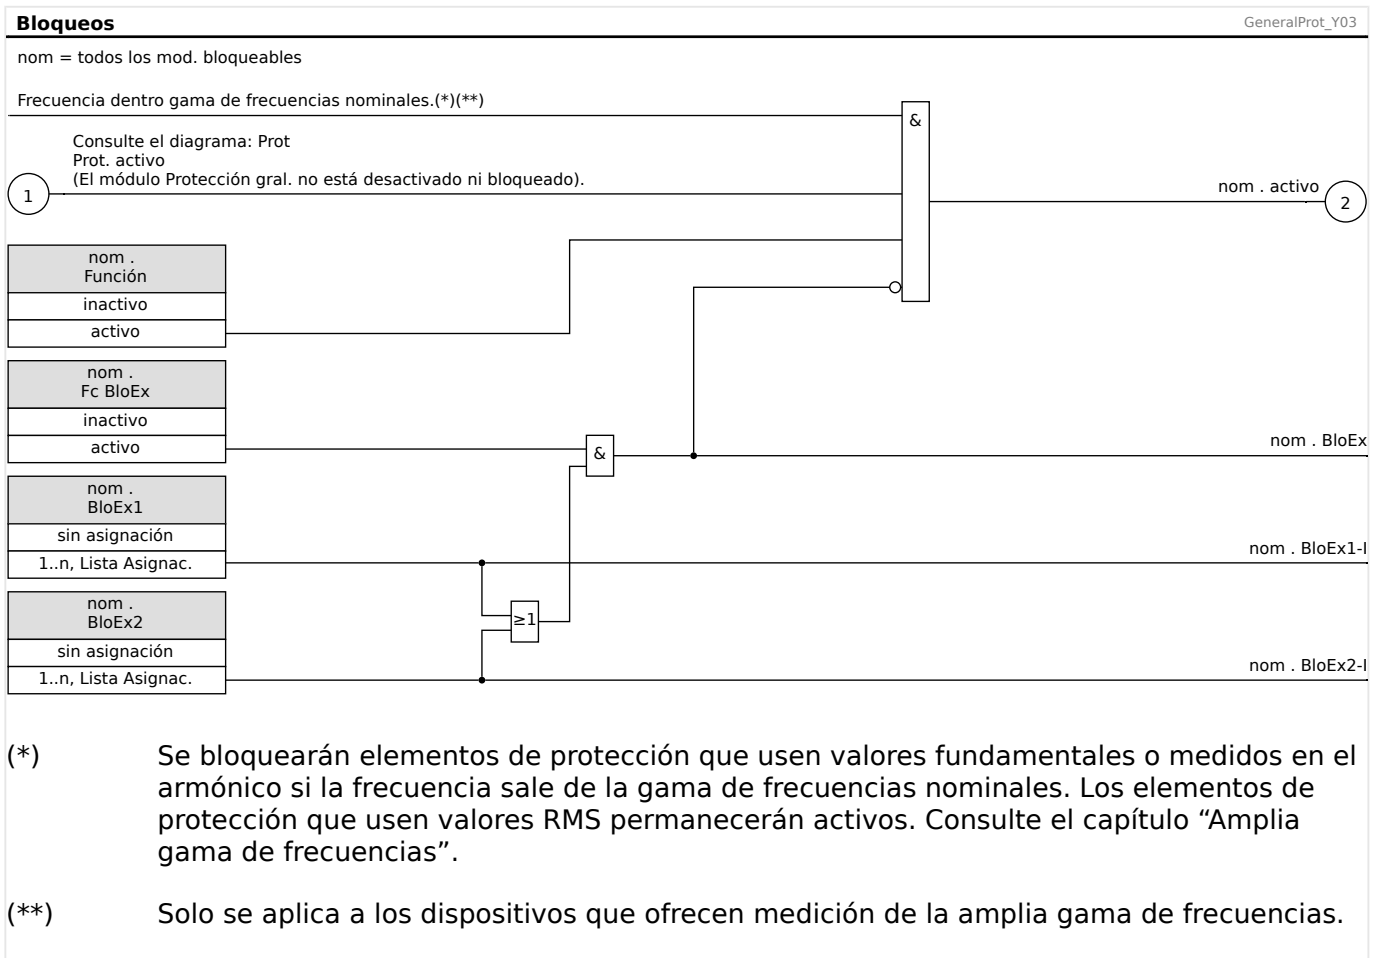 Bloqueos
GeneralProt_Y03
nom = todos los mod. bloqueables
Frecuencia dentro gama de frecuencias nominales.(*)(**)
&
Consulte el diagrama: Prot
Prot. activo
(El módulo Protección gral. no está desactivado ni bloqueado).
1
nom . activo
2
nom .
Función
inactivo
activo
nom .
Fc BloEx
inactivo
activo
&
nom . BloEx
nom .
BloEx1
sin asignación
1..n, Lista Asignac.
nom . BloEx1-I
nom .
BloEx2
≥1
sin asignación
1..n, Lista Asignac.
nom . BloEx2-I
(*) Se bloquearán elementos de protección que usen valores fundamentales o medidos en el
armónico si la frecuencia sale de la gama de frecuencias nominales. Los elementos de
protección que usen valores RMS permanecerán activos. Consulte el capítulo “Amplia
gama de frecuencias”.
(**) Solo se aplica a los dispositivos que ofrecen medición de la amplia gama de frecuencias.